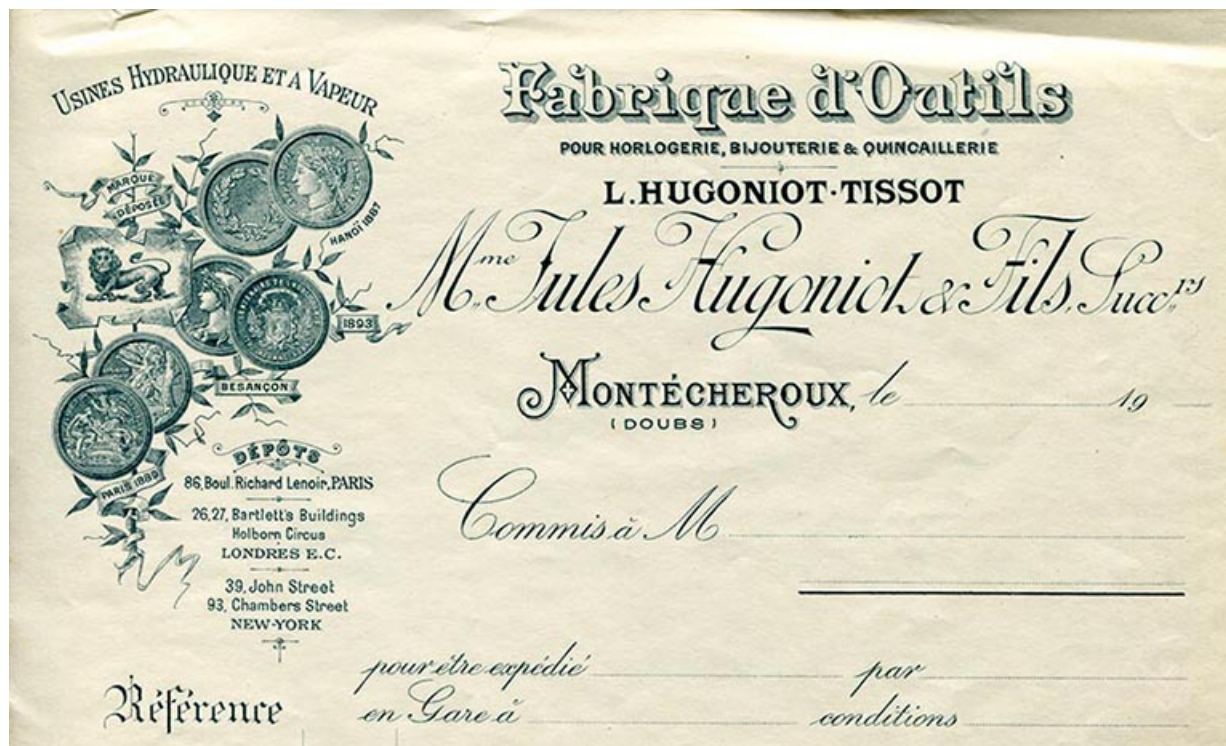 USINES HYDRAULIQUE ET A VAPEUR
MARQUE
DÉPOSÉE
HANOÏ 1887
1893
BESANÇON
PARIS 1889
DÉPÔTS
86, Boul. Richard Lenoir, PARIS
26,27, Bartlett's Buildings
Holborn Circus
LONDRES E.C.
39, John Street
93, Chambers Street
NEW-YORK
Fabrique d'Outils
POUR HORLOGERIE, BIJOUTERIE & QUINCAILLERIE
L. HUGONIOT-TISSOT
Mme Jules Hugoniot & Fils, Succrs
MONTÉCHEROUX, le 19
(DOUBS)
Commis à M
pour être expédié par
Référence en Gare à conditions